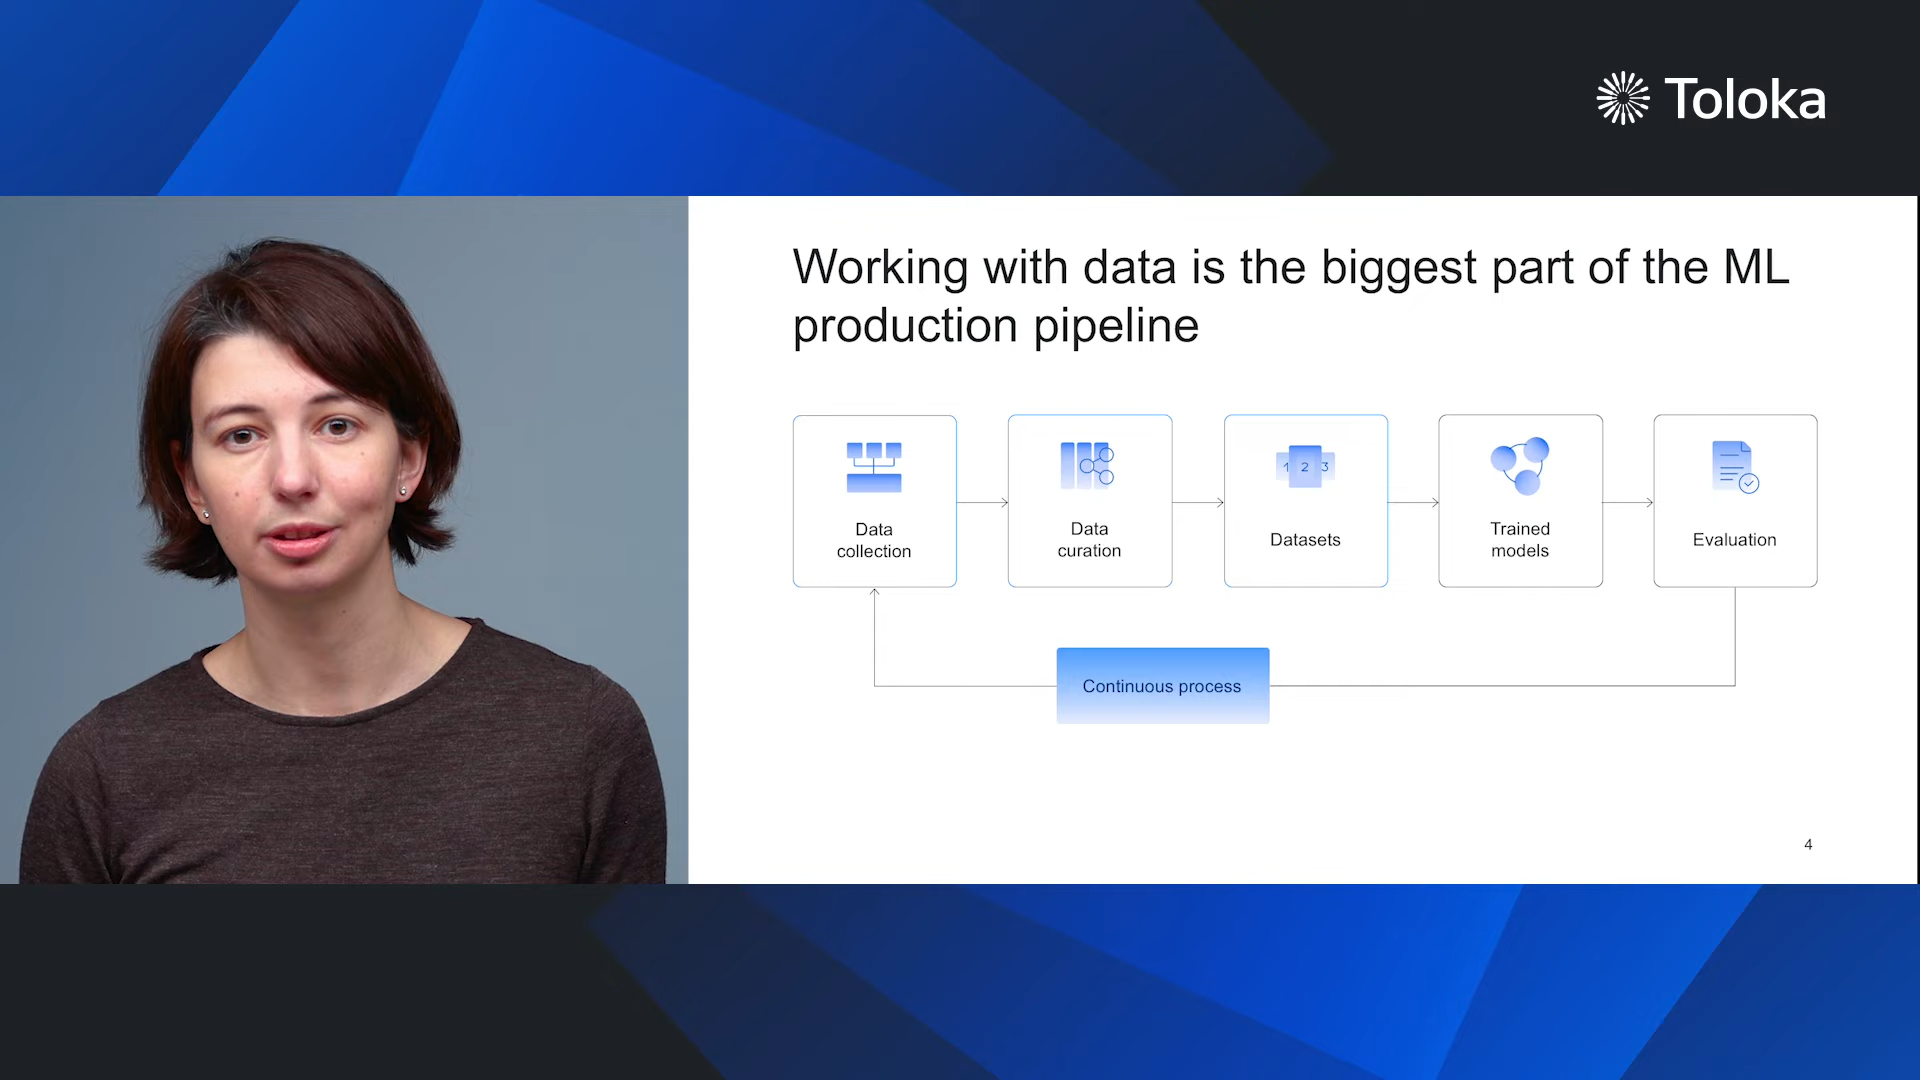 Toloka
Working with data is the biggest part of the ML
production pipeline
Data
collection
Data
curation
1 2 3
Datasets
Trained
models
Evaluation
Continuous process
4